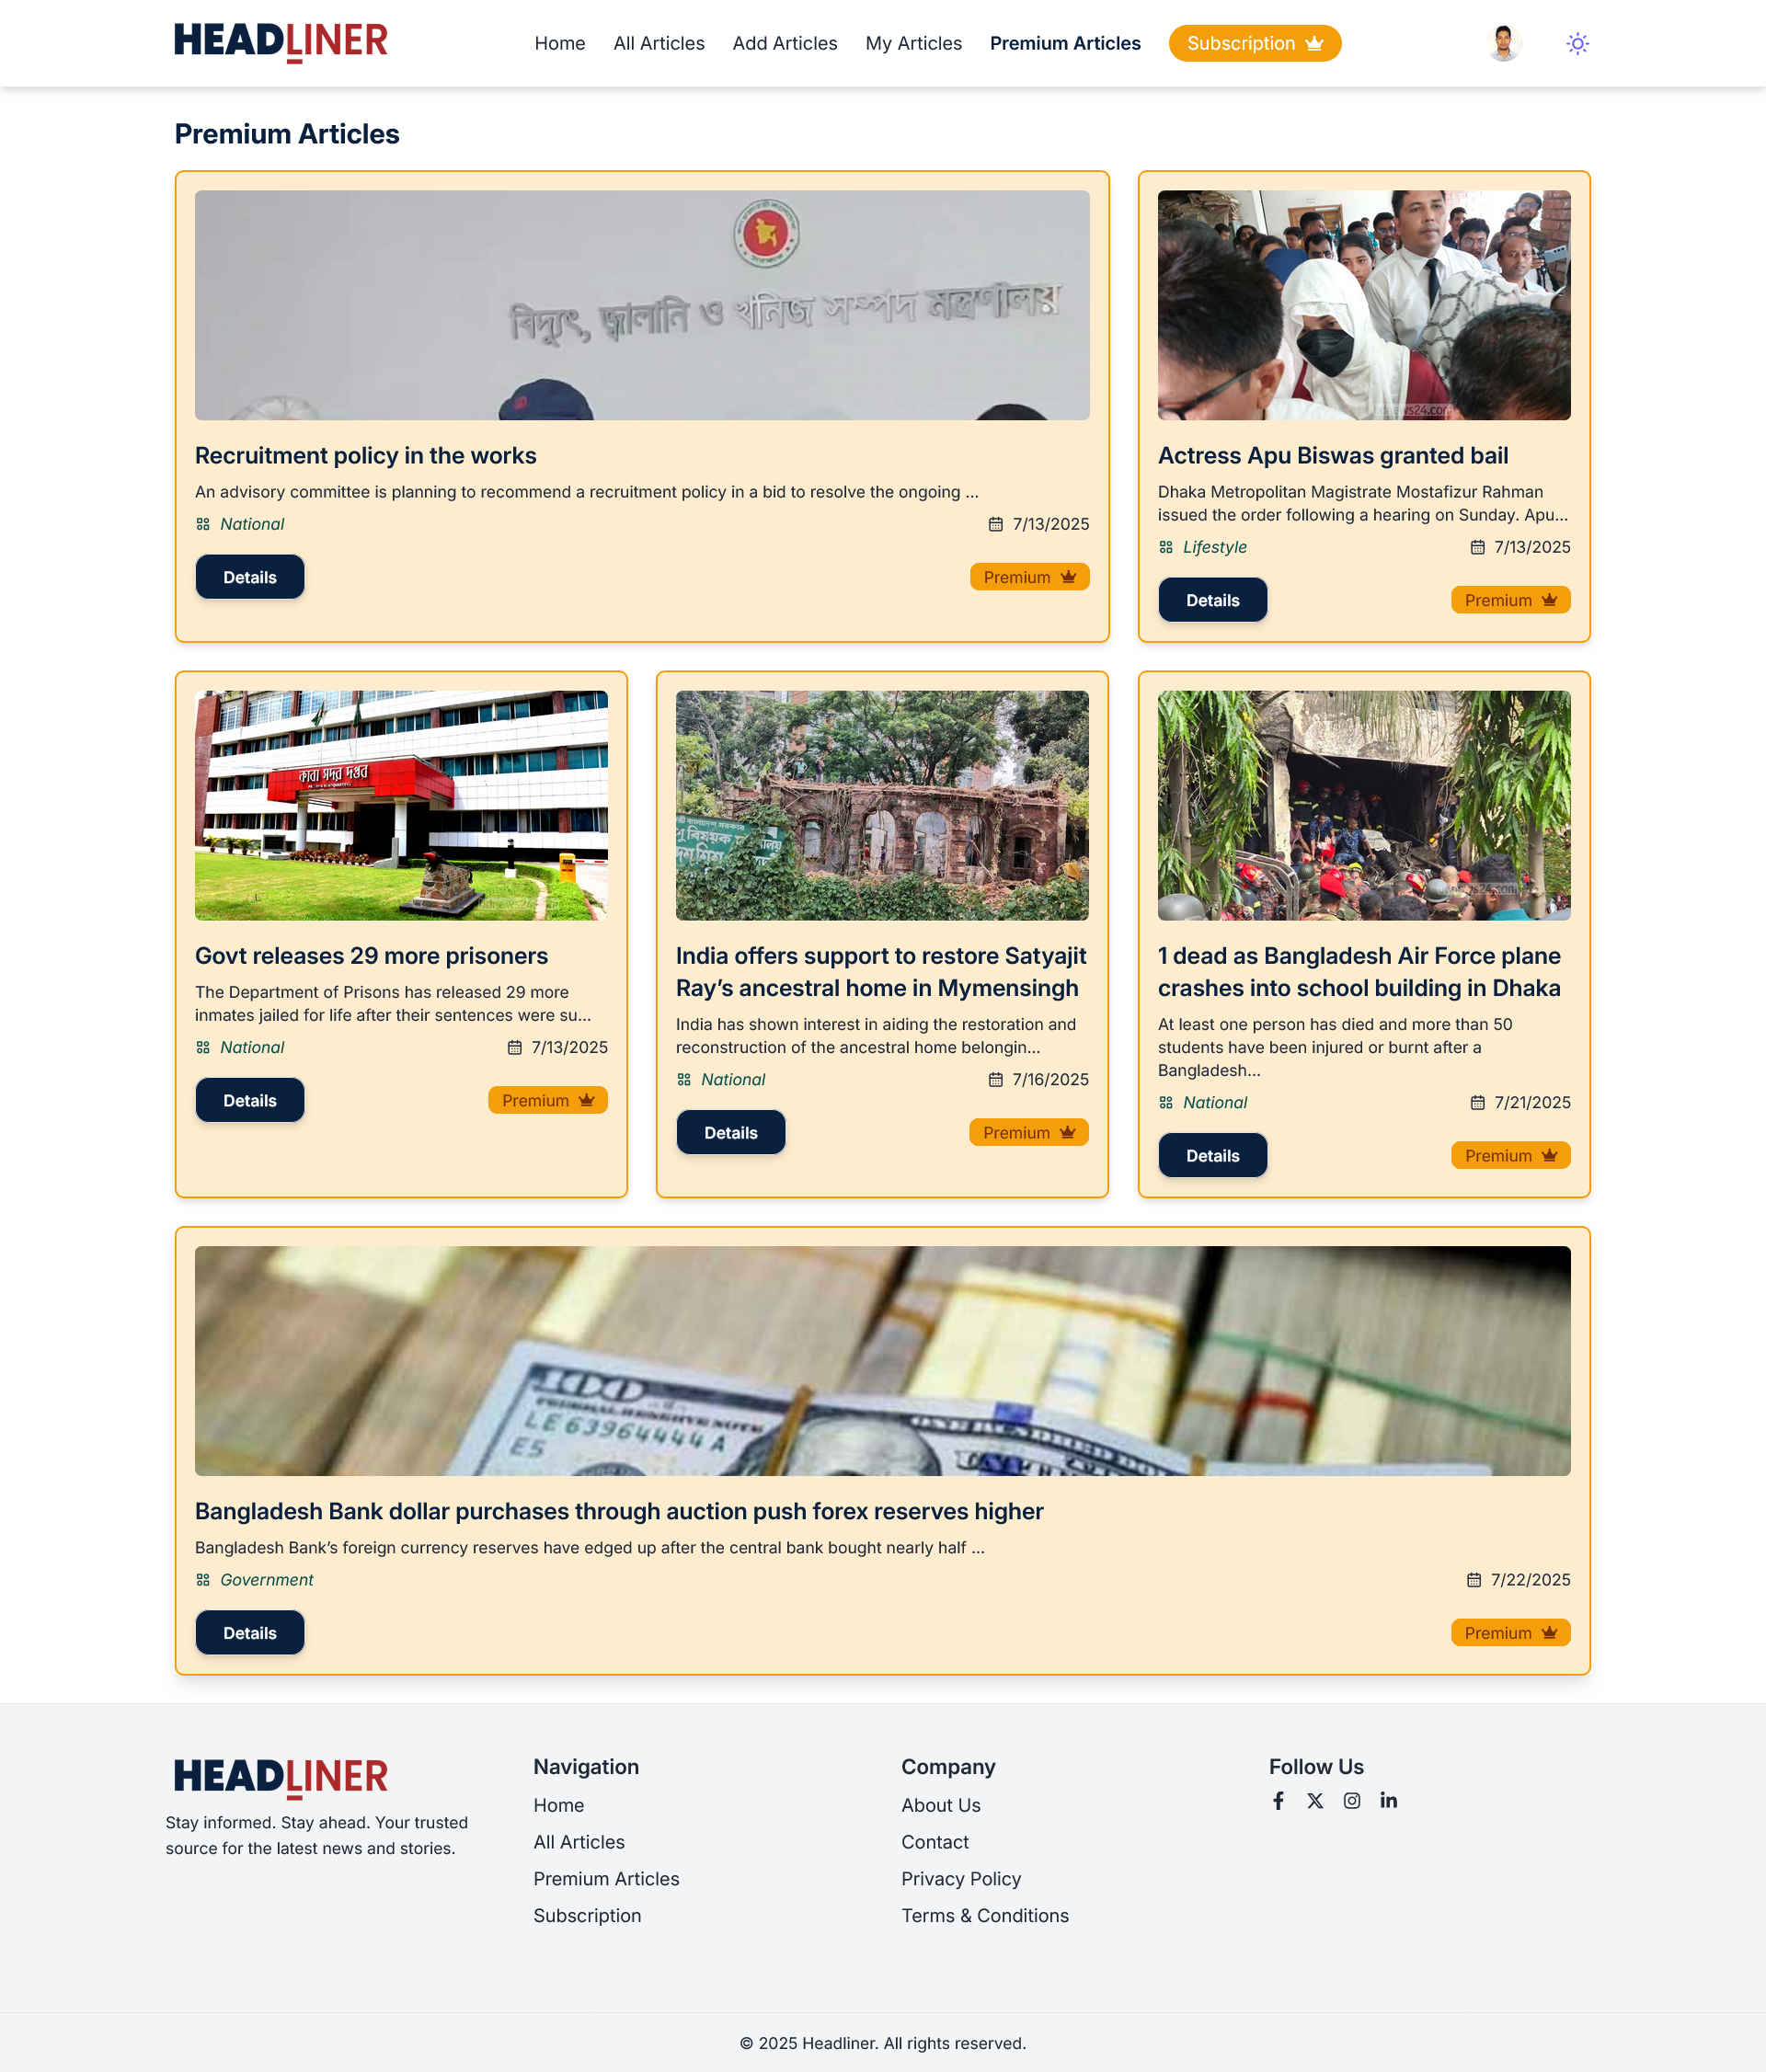 HEADLINER
Home
All Articles
Add Articles
My Articles
Premium Articles
Subscription
Premium Articles
বিদ্যুৎ, জ্বালানি ও খনিজ সম্পদ মন্ত্রণালয়
Recruitment policy in the works
An advisory committee is planning to recommend a recruitment policy in a bid to resolve the ongoing ...
National
7/13/2025
Details
Premium
Actress Apu Biswas granted bail
Dhaka Metropolitan Magistrate Mostafizur Rahman
issued the order following a hearing on Sunday. Apu...
Lifestyle
7/13/2025
Details
Premium
কারা সদর দপ্তর
Govt releases 29 more prisoners
The Department of Prisons has released 29 more
inmates jailed for life after their sentences were su...
National
7/13/2025
Details
Premium
India offers support to restore Satyajit
Ray’s ancestral home in Mymensingh
India has shown interest in aiding the restoration and
reconstruction of the ancestral home belongin...
National
7/16/2025
Details
Premium
1 dead as Bangladesh Air Force plane
crashes into school building in Dhaka
At least one person has died and more than 50
students have been injured or burnt after a
Bangladesh...
National
7/21/2025
Details
Premium
100
FEDERAL RESERVE NOTE
LE 63964444 A
E5
Bangladesh Bank dollar purchases through auction push forex reserves higher
Bangladesh Bank’s foreign currency reserves have edged up after the central bank bought nearly half ...
Government
7/22/2025
Details
Premium
HEADLINER
Stay informed. Stay ahead. Your trusted
source for the latest news and stories.
Navigation
Home
All Articles
Premium Articles
Subscription
Company
About Us
Contact
Privacy Policy
Terms & Conditions
Follow Us
© 2025 Headliner. All rights reserved.